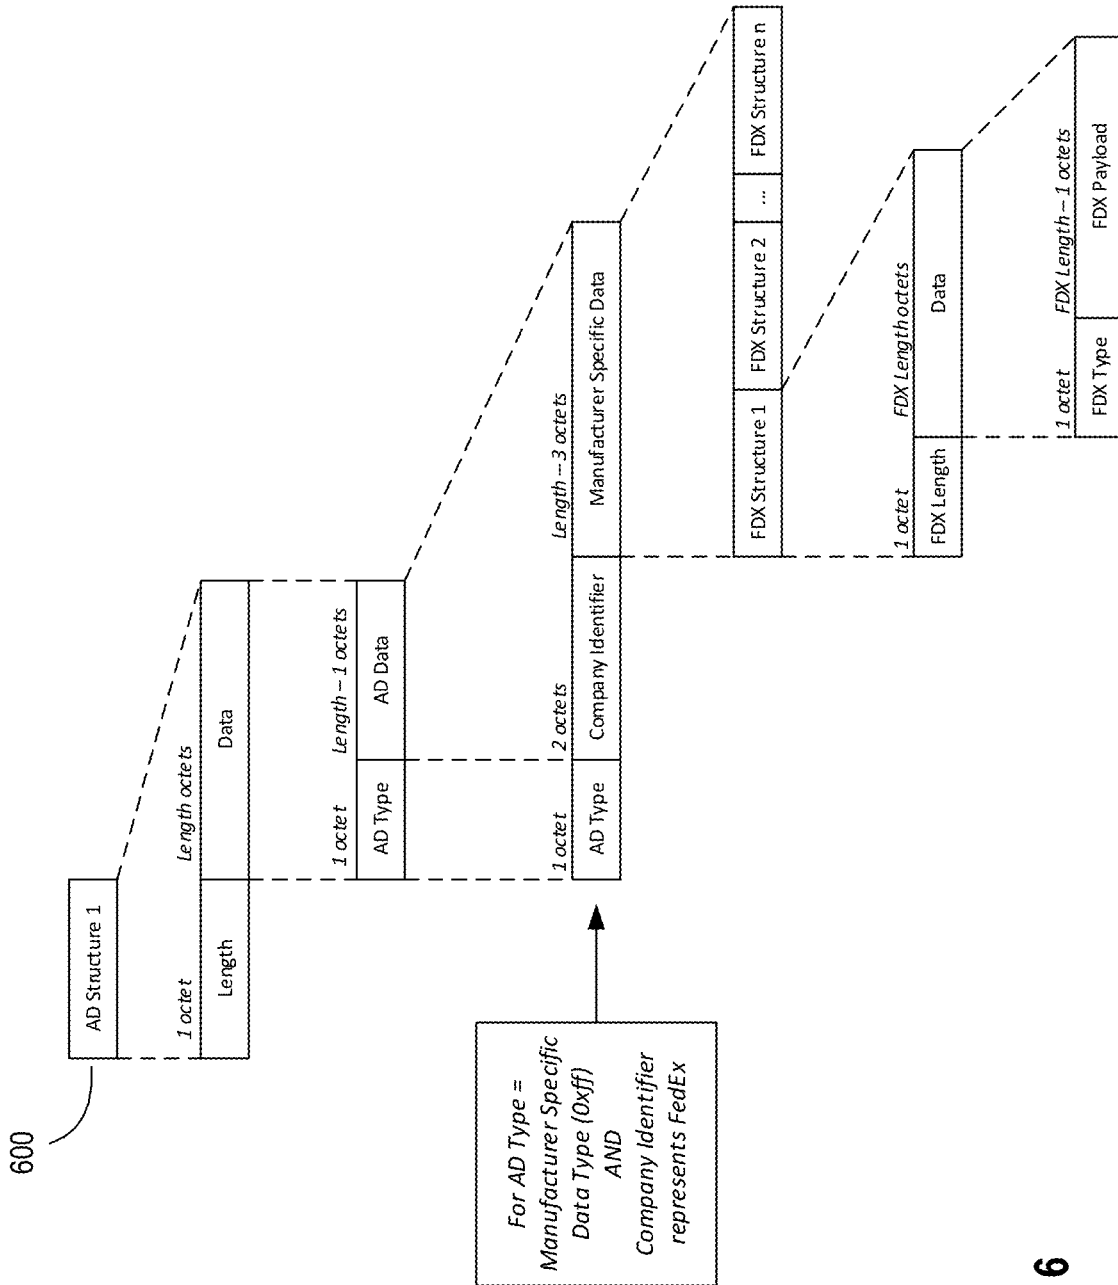 600
AD Structure 1
1 octet
Length octets
Length
Data
1 octet
Length – 1 octets
AD Type
AD Data
For AD Type =
Manufacturer Specific
Data Type (0xff)
AND
Company Identifier
represents FedEx
1 octet
2 octets
Length – 3 octets
AD Type
Company Identifier
Manufacturer Specific Data
FDX Structure 1
FDX Structure 2
...
FDX Structure n
1 octet
FDX Length octets
FDX Length
Data
1 octet
FDX Length – 1 octets
FDX Type
FDX Payload
6